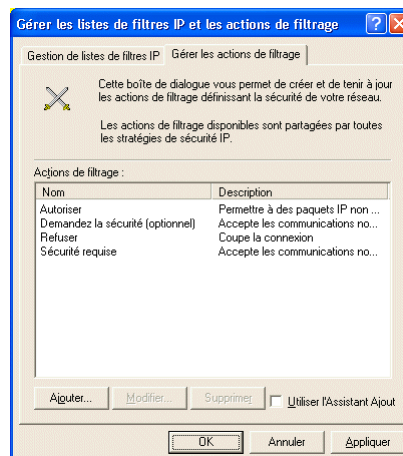 Gérer les listes de filtres IP et les actions de filtrage
Gestion de listes de filtres IP Gérer les actions de filtrage
Cette boîte de dialogue vous permet de créer et de tenir à jour
les actions de filtrage définissant la sécurité de votre réseau.
Les actions de filtrage disponibles sont partagées par toutes
les stratégies de sécurité IP.
Actions de filtrage :
Nom Description
Autoriser Permettre à des paquets IP non ...
Demandez la sécurité (optionnel) Accepte les communications no...
Refuser Coupe la connexion
Sécurité requise Accepte les communications no...
Ajouter... Modifier... Supprimer Utiliser l'Assistant Ajout
OK Annuler Appliquer